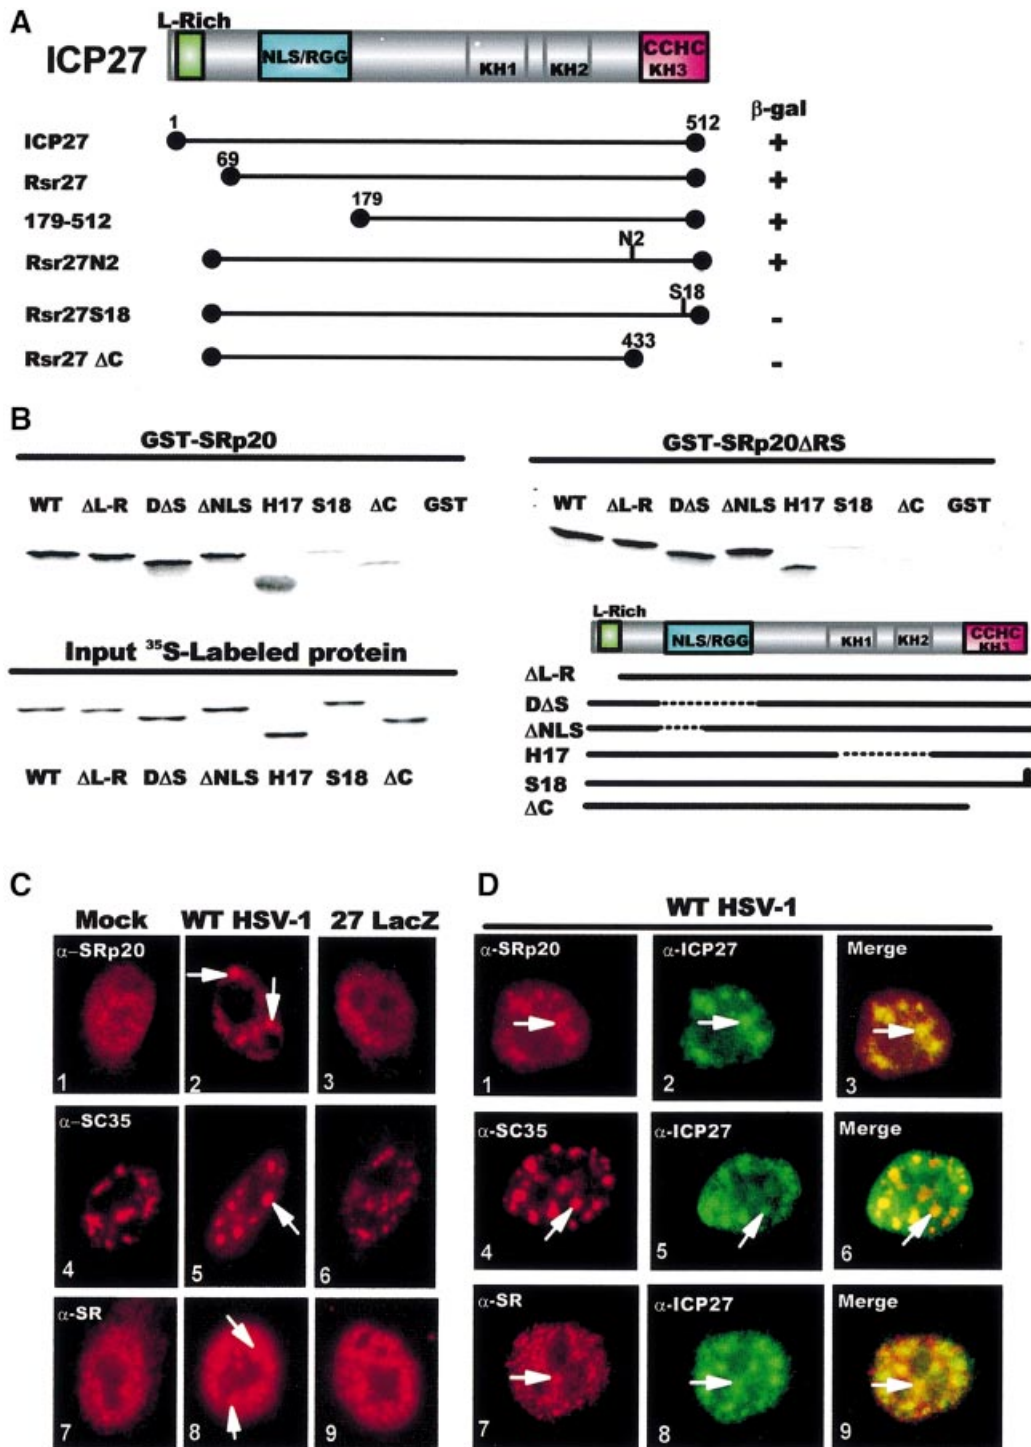 A
L-Rich
ICP27
NLS/RGG
KH1
KH2
CCHC
KH3
β-gal
ICP27
1
512
+
Rsr27
69
+
179-512
179
+
Rsr27N2
N2
+
Rsr27S18
S18
-
Rsr27 ΔC
433
-
B
GST-SRp20
WT ΔL-R DΔS ΔNLS H17 S18 ΔC GST
Input ³⁵S-Labeled protein
WT ΔL-R DΔS ΔNLS H17 S18 ΔC
GST-SRp20ΔRS
WT ΔL-R DΔS ΔNLS H17 S18 ΔC GST
L-Rich
NLS/RGG
KH1
KH2
CCHC
KH3
ΔL-R
DΔS
ΔNLS
H17
S18
ΔC
C
Mock WT HSV-1 27 LacZ
α-SRp20
1 2 3
α-SC35
4 5 6
α-SR
7 8 9
D
WT HSV-1
α-SRp20 α-ICP27 Merge
1 2 3
α-SC35 α-ICP27 Merge
4 5 6
α-SR α-ICP27 Merge
7 8 9